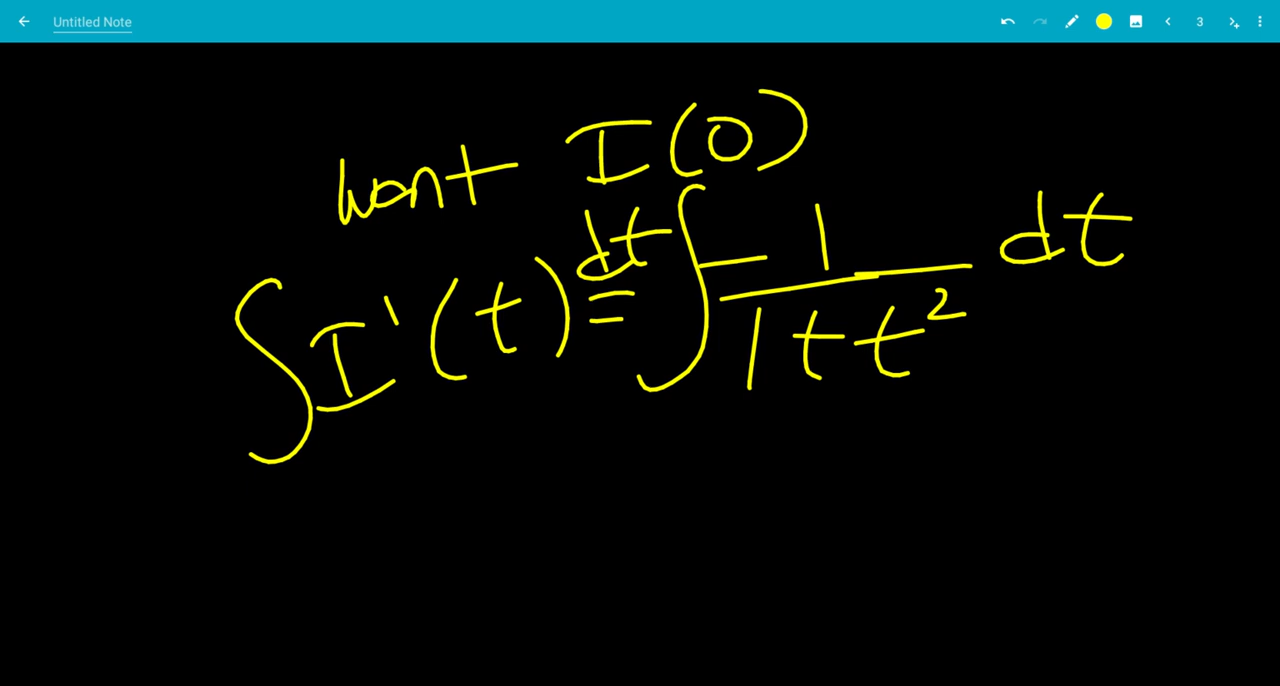 Untitled Note
3
want I(0)
∫ I'(t) dt = ∫ -1/(1+t²) dt